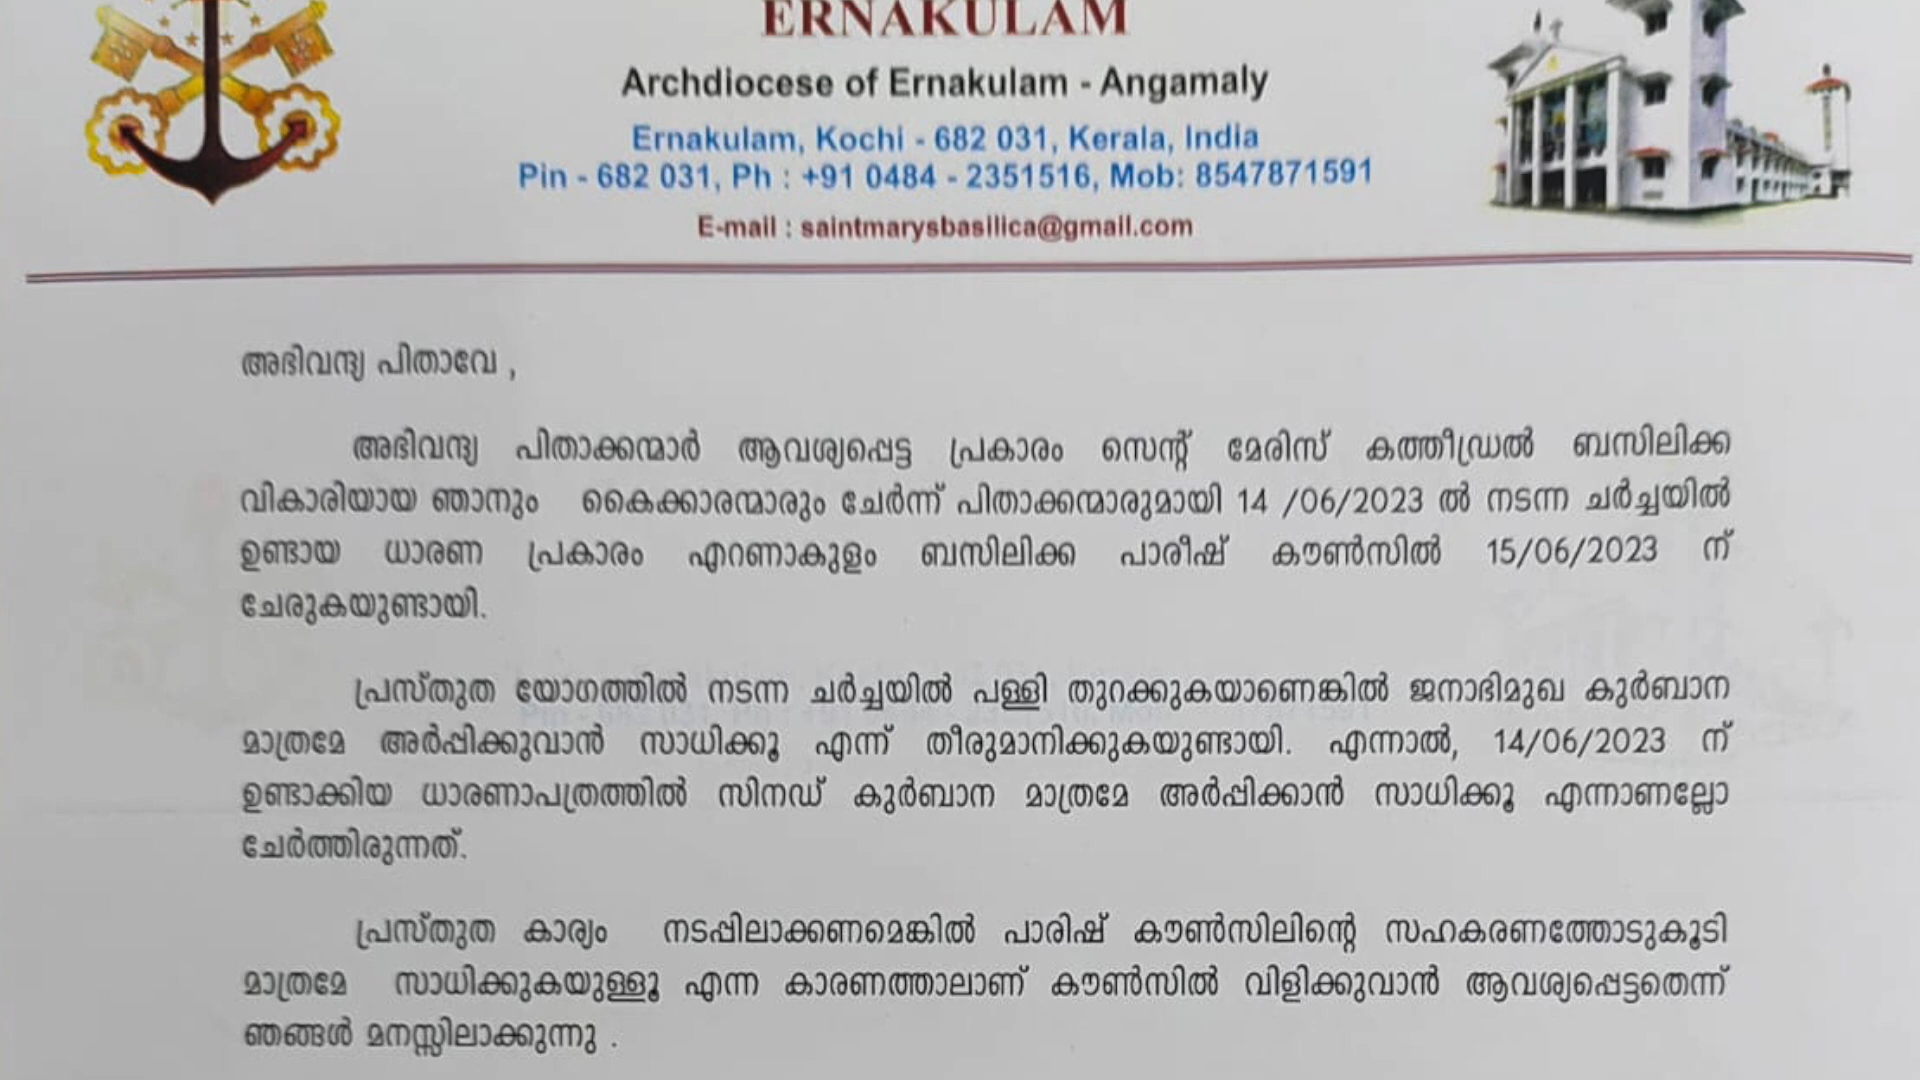 ERNAKULAM
Archdiocese of Ernakulam - Angamaly
Ernakulam, Kochi - 682 031, Kerala, India
Pin - 682 031, Ph : +91 0484 - 2351516, Mob: 8547871591
E-mail : saintmarysbasilica@gmail.com
അഭിവന്ദ്യ പിതാവേ ,
അഭിവന്ദ്യ പിതാക്കന്മാർ ആവശ്യപ്പെട്ട പ്രകാരം സെന്റ് മേരിസ് കത്തീഡ്രൽ ബസിലിക്ക
വികാരിയായ ഞാനും കൈക്കാരന്മാരും ചേർന്ന് പിതാക്കന്മാരുമായി 14 /06/2023 ൽ നടന്ന ചർച്ചയിൽ
ഉണ്ടായ ധാരണ പ്രകാരം എറണാകുളം ബസിലിക്ക പാരീഷ് കൗൺസിൽ 15/06/2023 ന്
ചേരുകയുണ്ടായി.
പ്രസ്തുത യോഗത്തിൽ നടന്ന ചർച്ചയിൽ പള്ളി തുറക്കുകയാണെങ്കിൽ ജനാഭിമുഖ കുർബാന
മാത്രമേ അർപ്പിക്കുവാൻ സാധിക്കൂ എന്ന് തീരുമാനിക്കുകയുണ്ടായി. എന്നാൽ, 14/06/2023 ന്
ഉണ്ടാക്കിയ ധാരണാപത്രത്തിൽ സിനഡ് കുർബാന മാത്രമേ അർപ്പിക്കാൻ സാധിക്കൂ എന്നാണല്ലോ
ചേർത്തിരുന്നത്.
പ്രസ്തുത കാര്യം നടപ്പിലാക്കണമെങ്കിൽ പാരിഷ് കൗൺസിലിന്റെ സഹകരണത്തോടുകൂടി
മാത്രമേ സാധിക്കുകയുള്ളൂ എന്ന കാരണത്താലാണ് കൗൺസിൽ വിളിക്കുവാൻ ആവശ്യപ്പെട്ടതെന്ന്
ഞങ്ങൾ മനസ്സിലാക്കുന്നു .